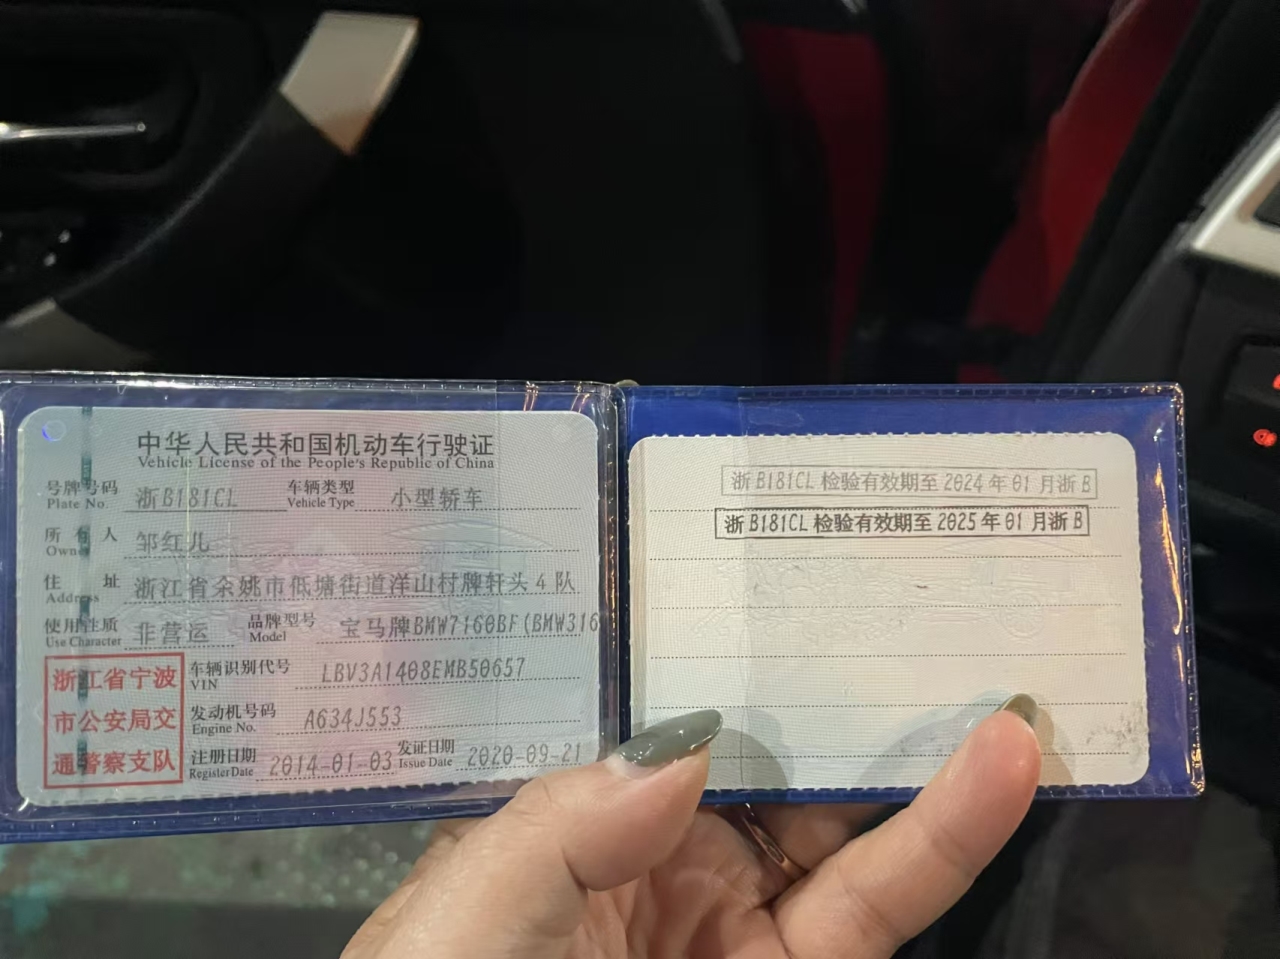 中华人民共和国机动车行驶证
Vehicle License of the People's Republic of China
号牌号码 浙B181CL 车辆类型 小型轿车
Plate No. Vehicle Type
所有人 邹红儿
Owner
住址 浙江省余姚市低塘街道洋山村牌轩头4队
Address
使用性质 非营运 品牌型号 宝马牌BMW7160BF(BMW316
Use Character Model
浙江省宁波
市公安局交
通警察支队
车辆识别代号 LBV3A1408EMB50657
VIN
发动机号码 A634J553
Engine No.
注册日期 2014-01-03 发证日期 2020-09-21
Register Date Issue Date
浙B181CL检验有效期至2024年01月浙B
浙B181CL检验有效期至2025年01月浙B